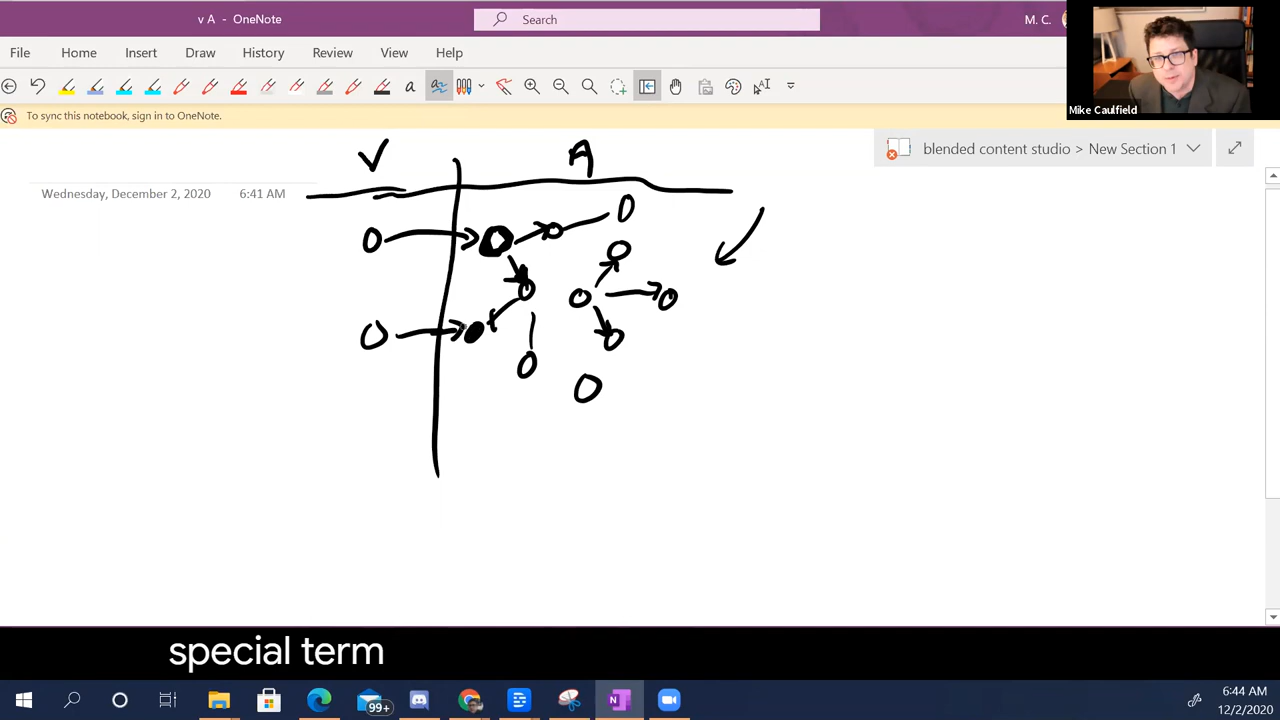 v A - OneNote
Search
M. C.
File Home Insert Draw History Review View Help
To sync this notebook, sign in to OneNote.
Mike Caulfield
blended content studio > New Section 1
Wednesday, December 2, 2020 6:41 AM
V A
special term
99+
6:44 AM
12/2/2020